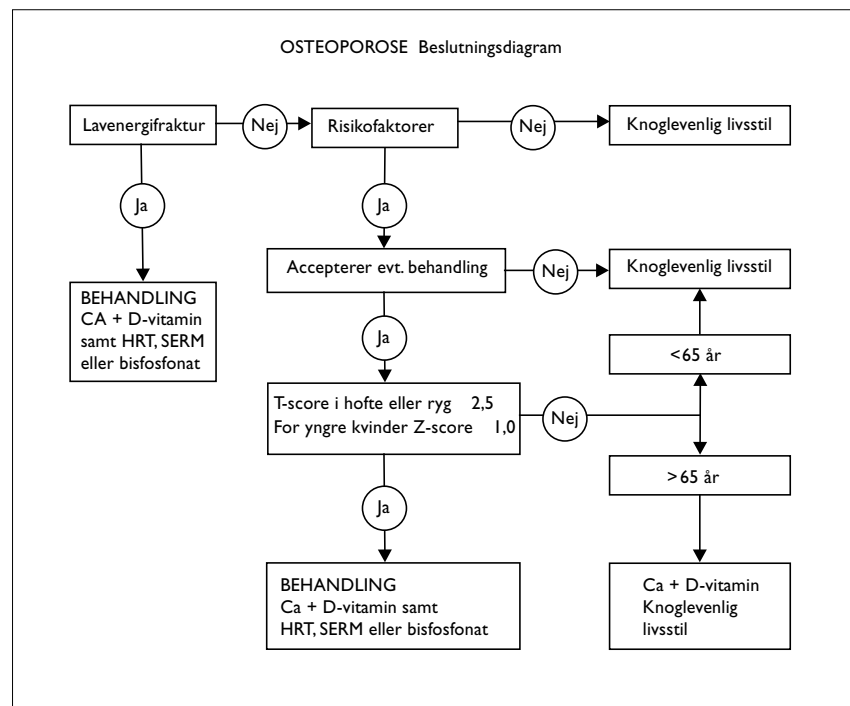 OSTEOPOROSE Beslutningsdiagram
Lavenergifraktur
Nej
Risikofaktorer
Nej
Knoglevenlig livsstil
Ja
Ja
Accepterer evt. behandling
Nej
Knoglevenlig livsstil
BEHANDLING
CA + D-vitamin
samt HRT, SERM
eller bisfosfonat
Ja
<65 år
T-score i hofte eller ryg 2,5
For yngre kvinder Z-score 1,0
Nej
>65 år
Ja
BEHANDLING
Ca + D-vitamin samt
HRT, SERM eller bisfosfonat
Ca + D-vitamin
Knoglevenlig
livsstil